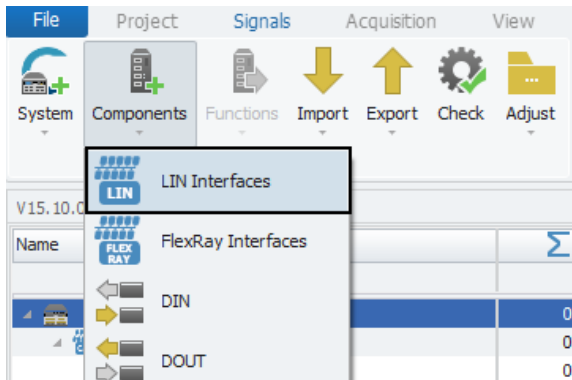 File Project Signals Acquisition View
System Components Functions Import Export Check Adjust
LIN LIN Interfaces
V15.10.0
FLEX RAY FlexRay Interfaces
Name Σ
DIN
0
0
DOUT
0